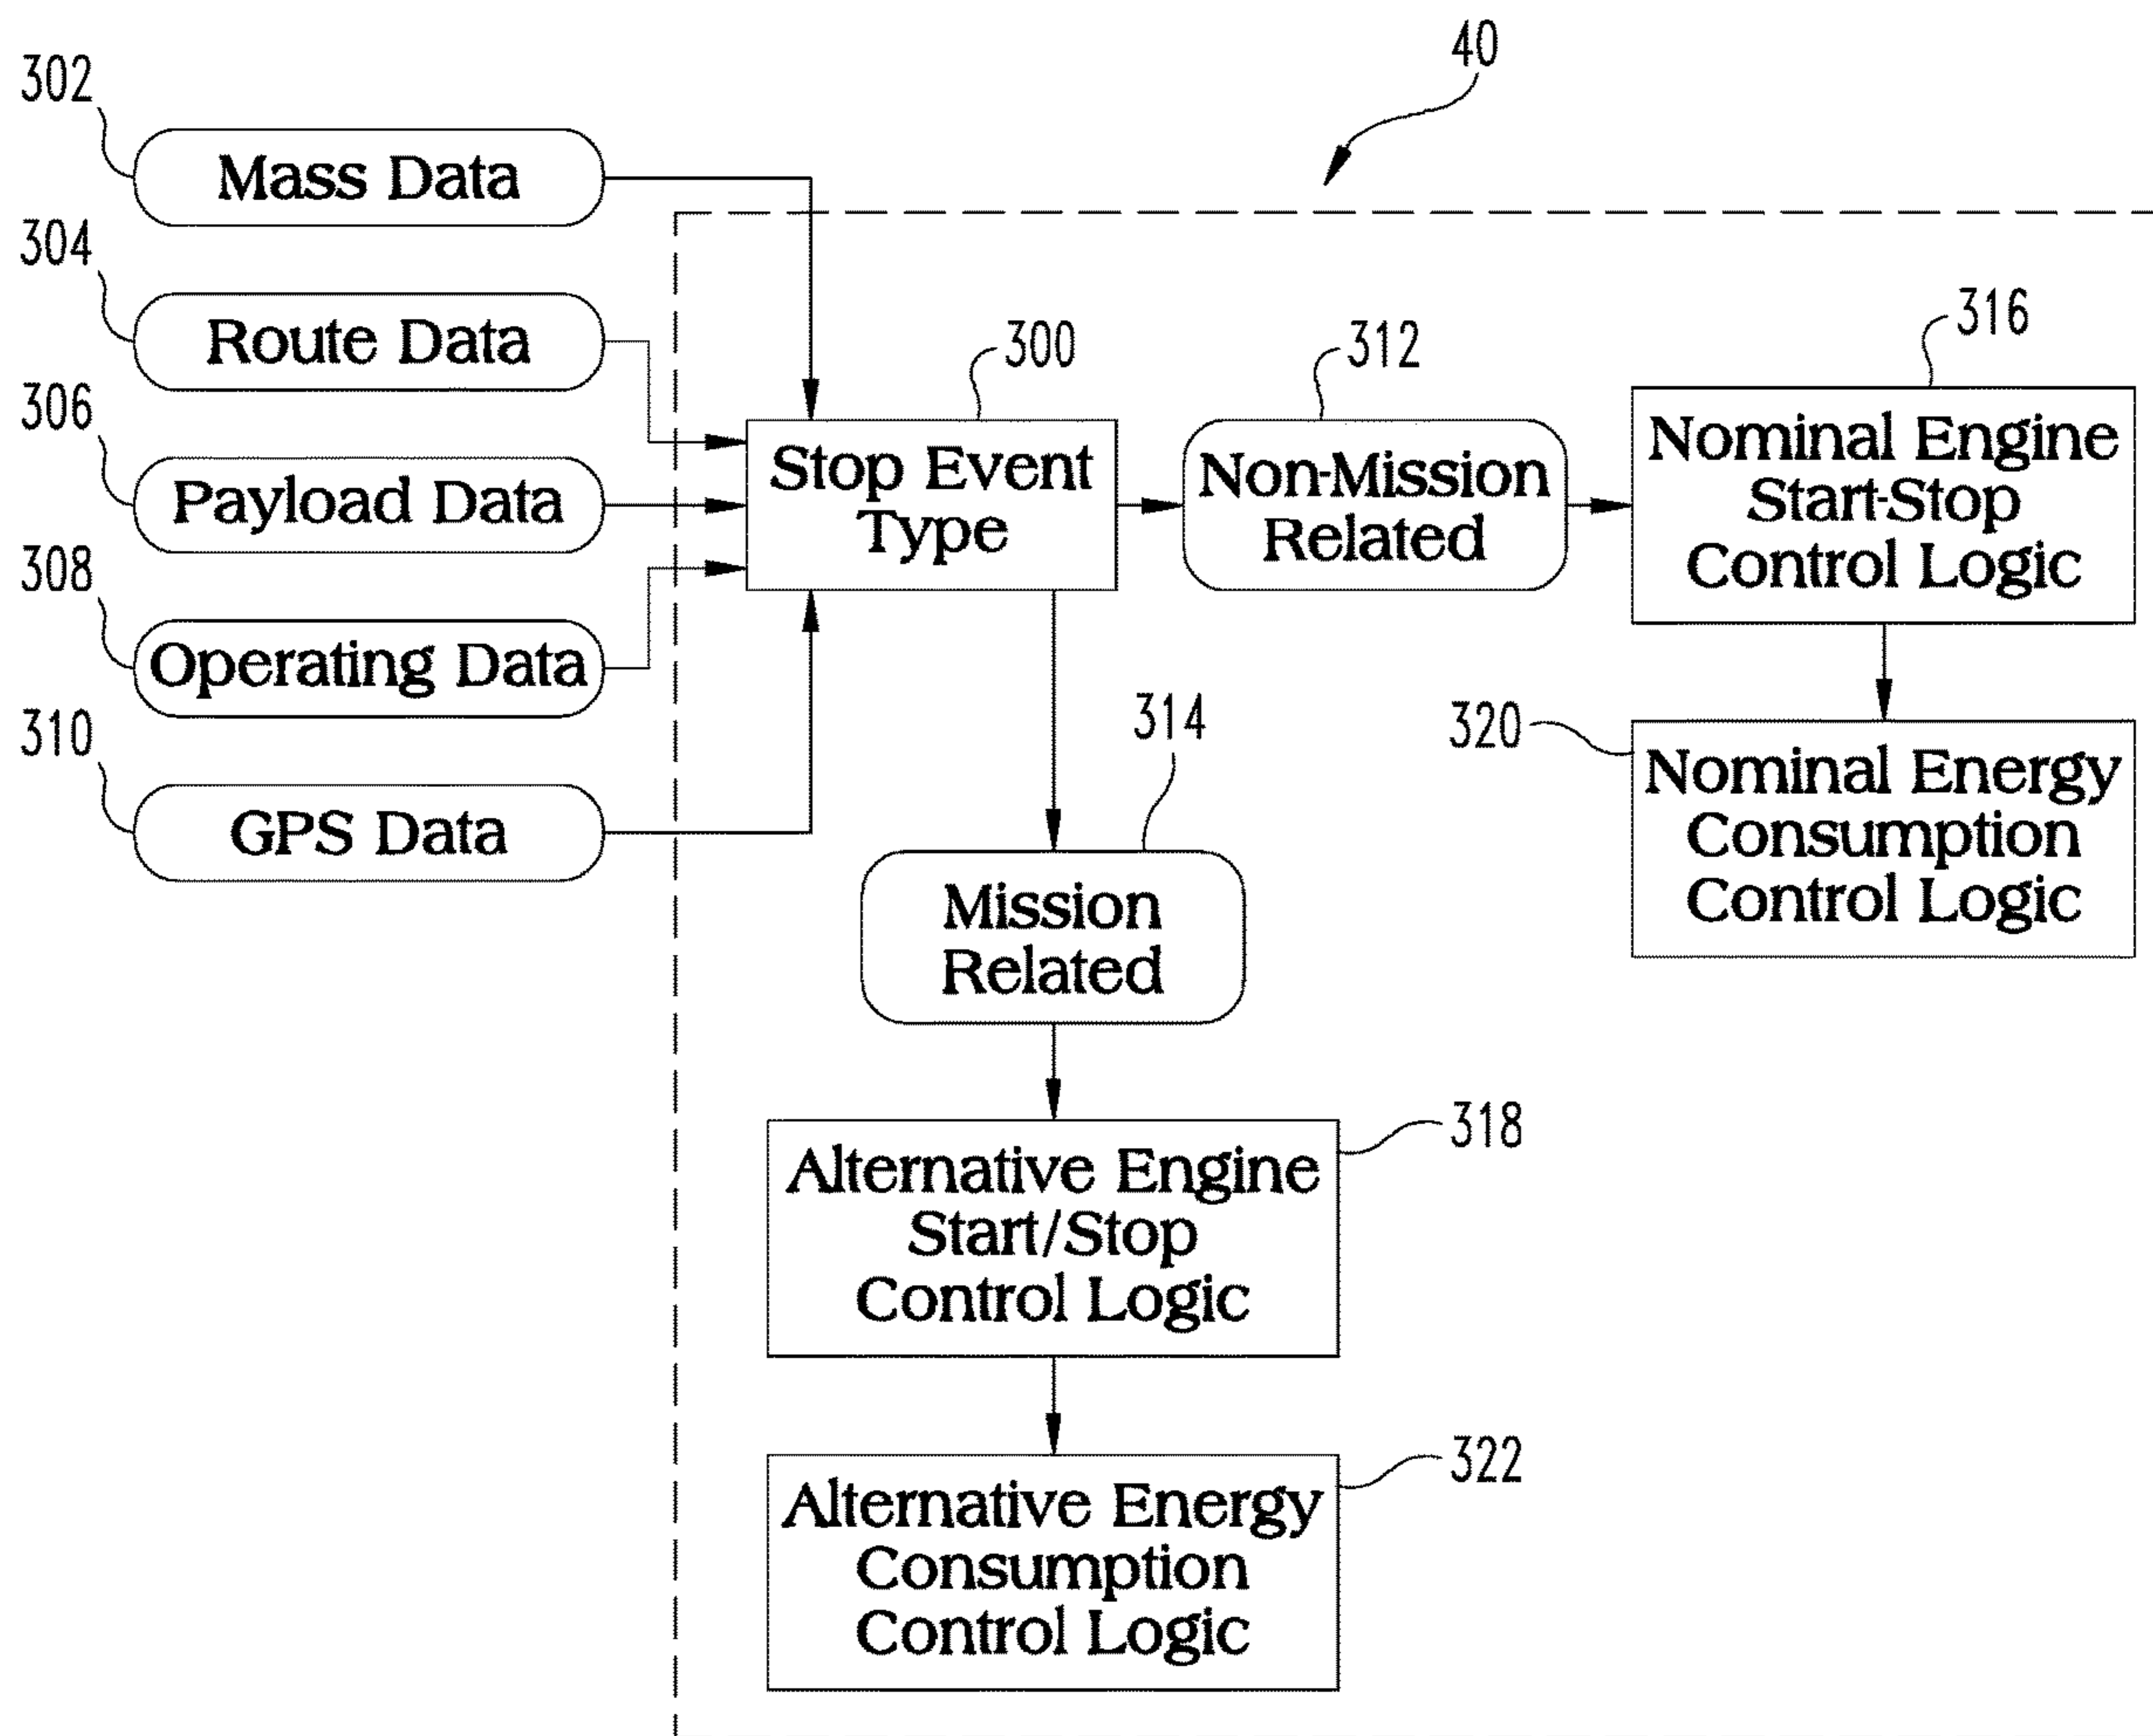 40
302
Mass Data
304
Route Data
306
Payload Data
308
Operating Data
310
GPS Data
300
Stop Event
Type
312
Non-Mission
Related
316
Nominal Engine
Start-Stop
Control Logic
320
Nominal Energy
Consumption
Control Logic
314
Mission
Related
318
Alternative Engine
Start/Stop
Control Logic
322
Alternative Energy
Consumption
Control Logic